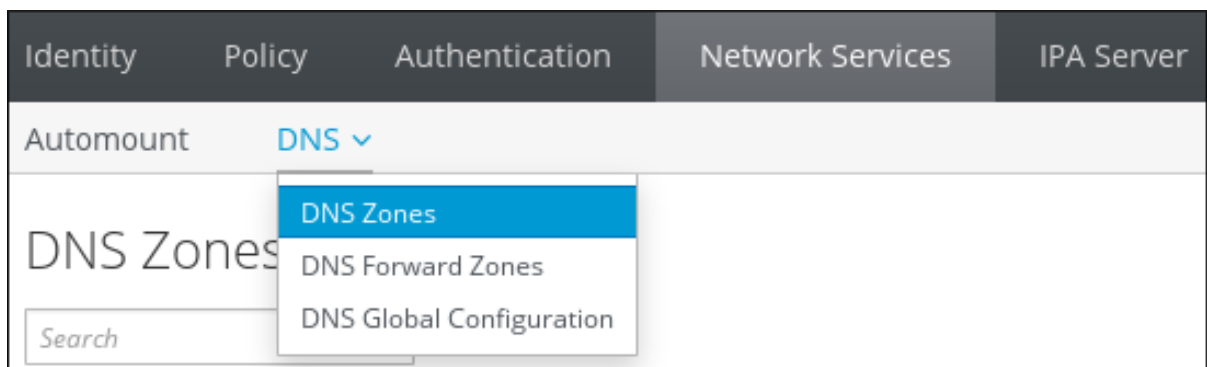 Identity Policy Authentication Network Services IPA Server
Automount DNS
DNS Zones
DNS Zones
DNS Forward Zones
DNS Global Configuration
Search